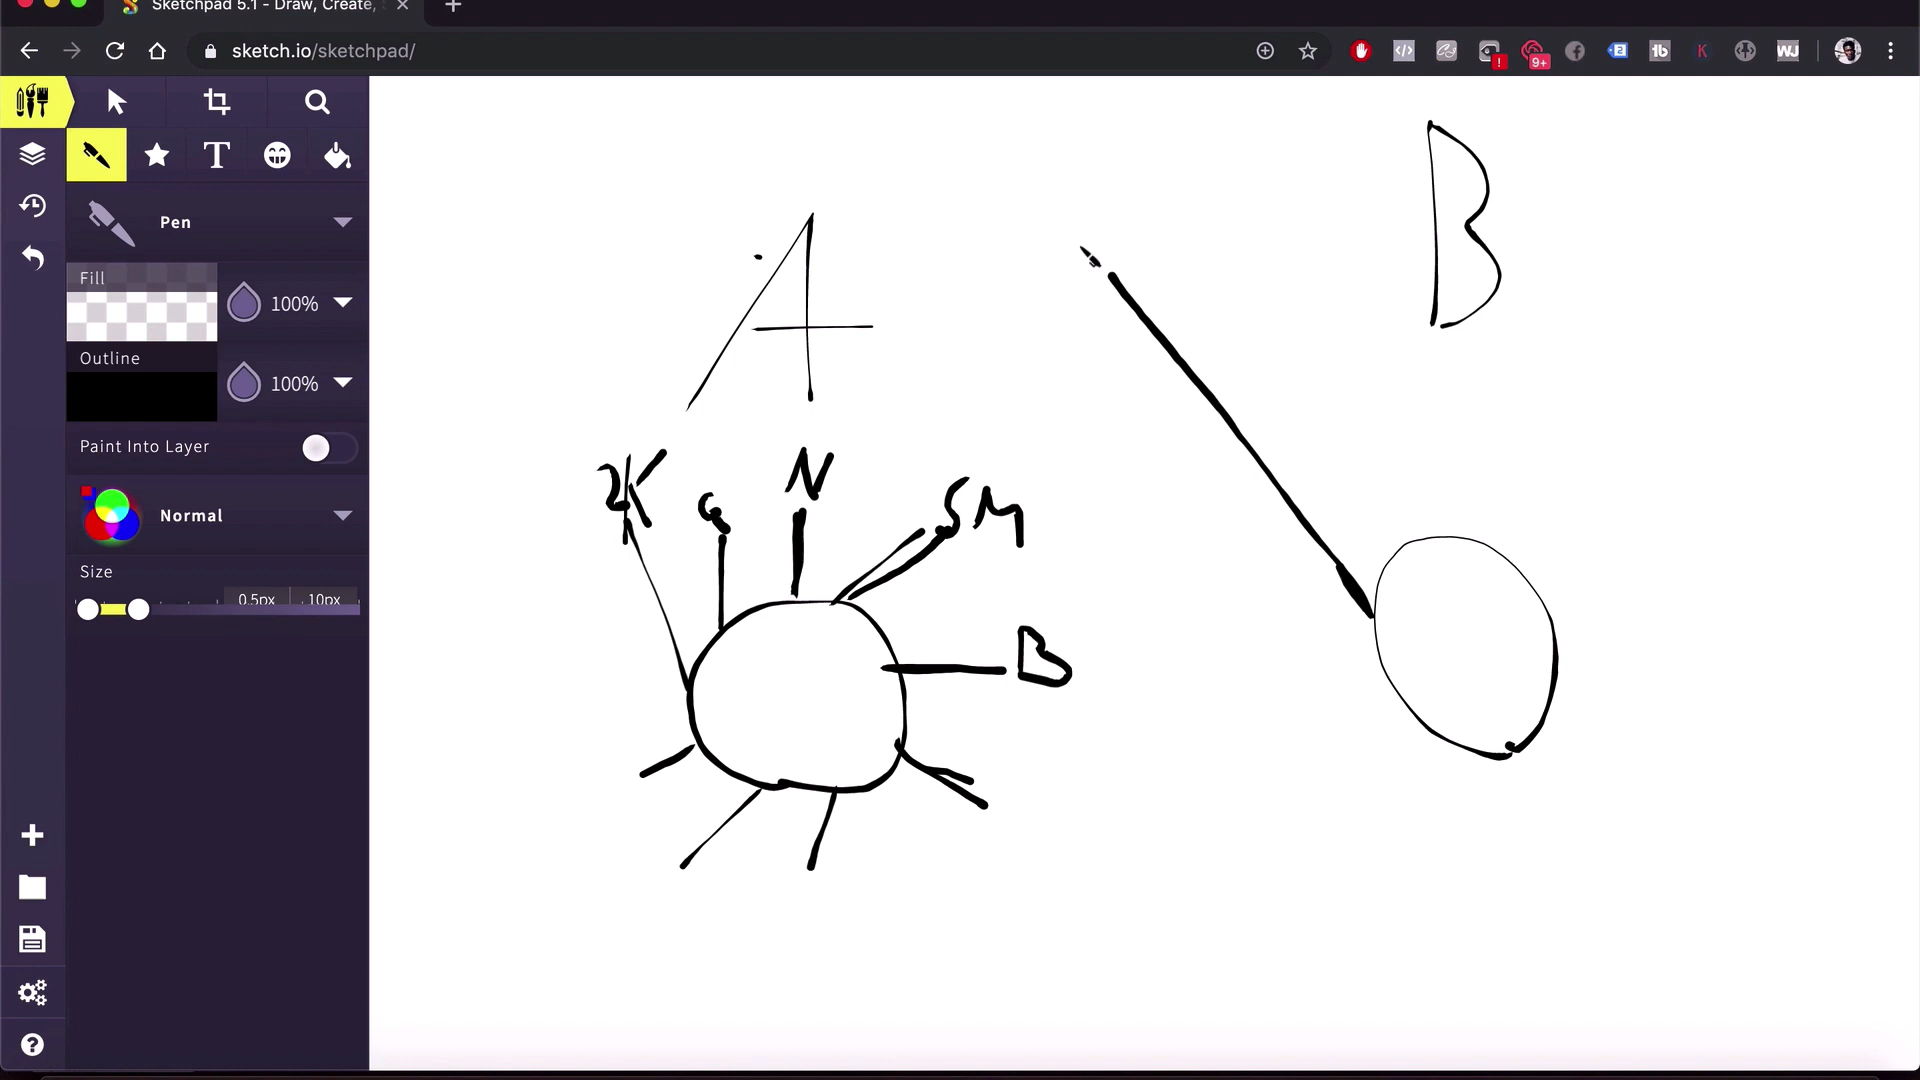 Sketchpad 5.1 - Draw, Create,
sketch.io/sketchpad/
9+
Pen
Fill
100%
Outline
100%
Paint Into Layer
Normal
Size
0.5px 10px
A
B
N
SM
B